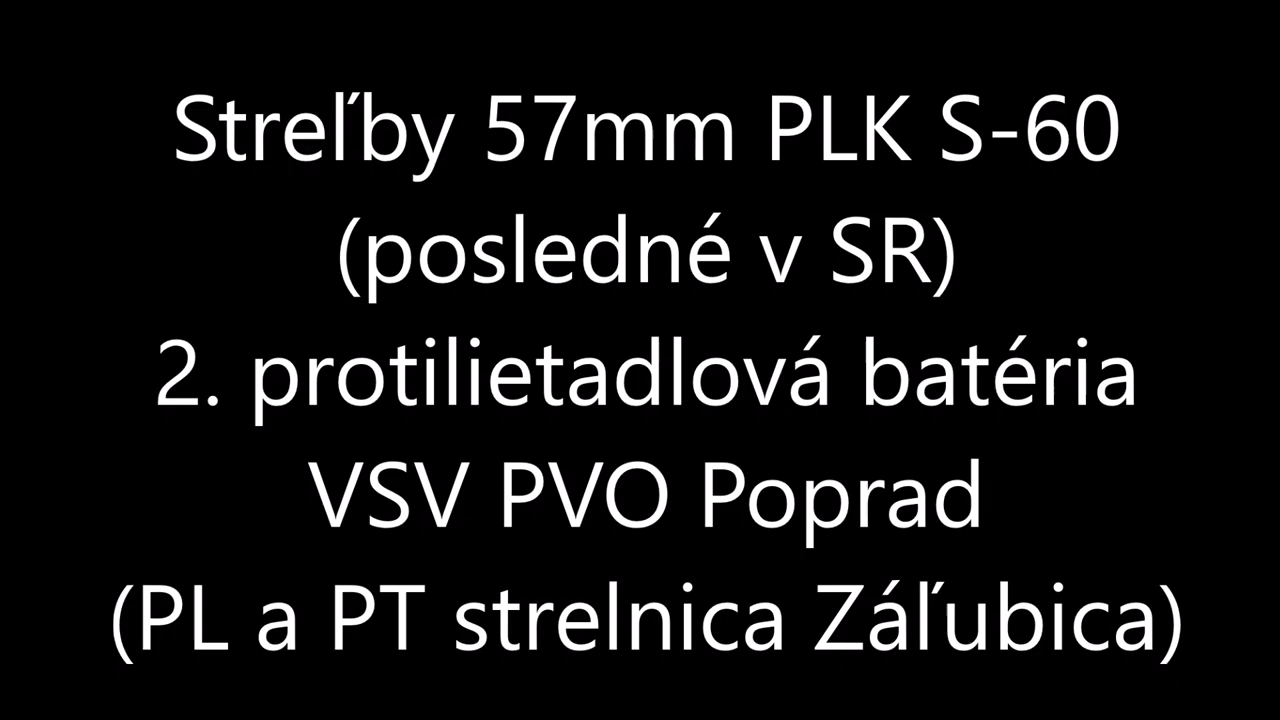 Streľby 57mm PLK S-60
(posledné v SR)
2. protilietadlová batéria
VSV PVO Poprad
(PL a PT strelnica Záľubica)